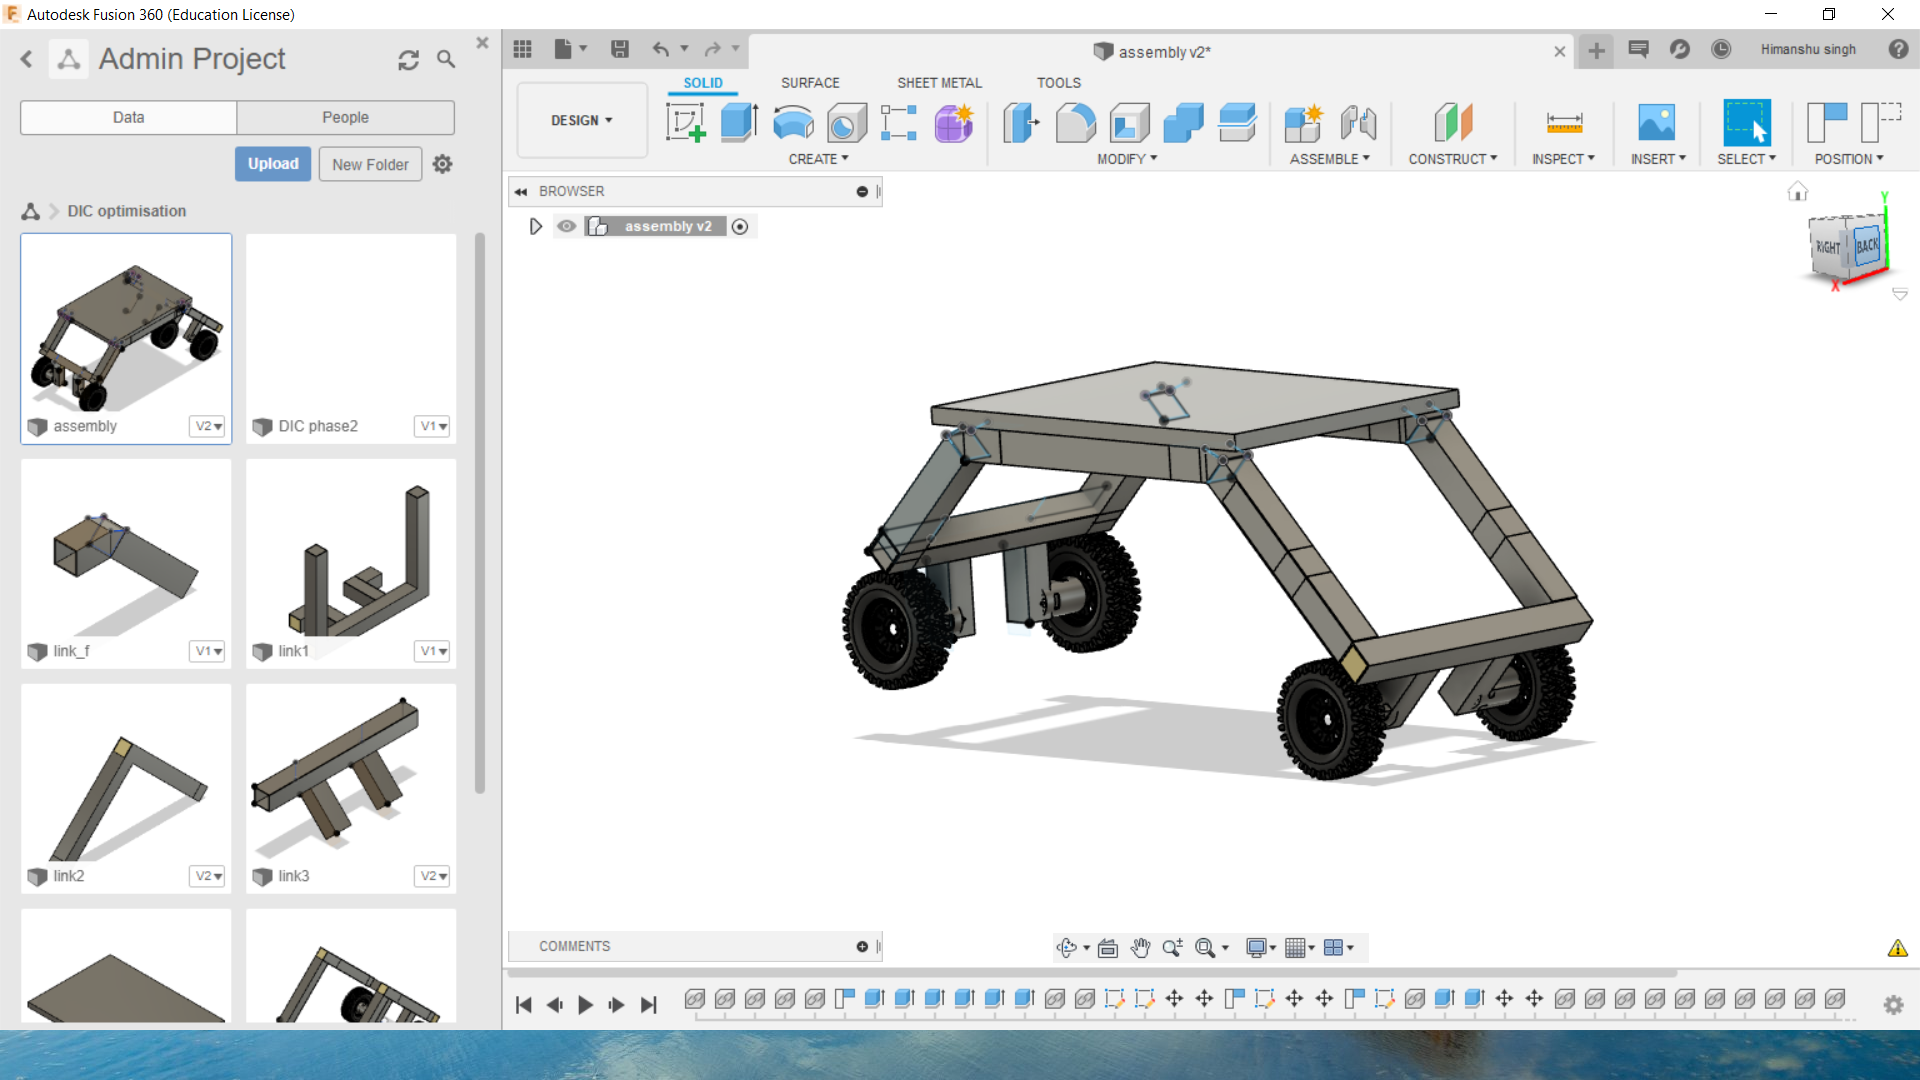 Autodesk Fusion 360 (Education License)
Admin Project
Data People
Upload New Folder
DIC optimisation
assembly V2
DIC phase2 V1
link_f V1
link1 V1
link2 V2
link3 V2
assembly v2*
Himanshu singh
SOLID SURFACE SHEET METAL TOOLS
DESIGN
CREATE MODIFY ASSEMBLE CONSTRUCT INSPECT INSERT SELECT POSITION
BROWSER
assembly v2
Y
RIGHT BACK
X
COMMENTS